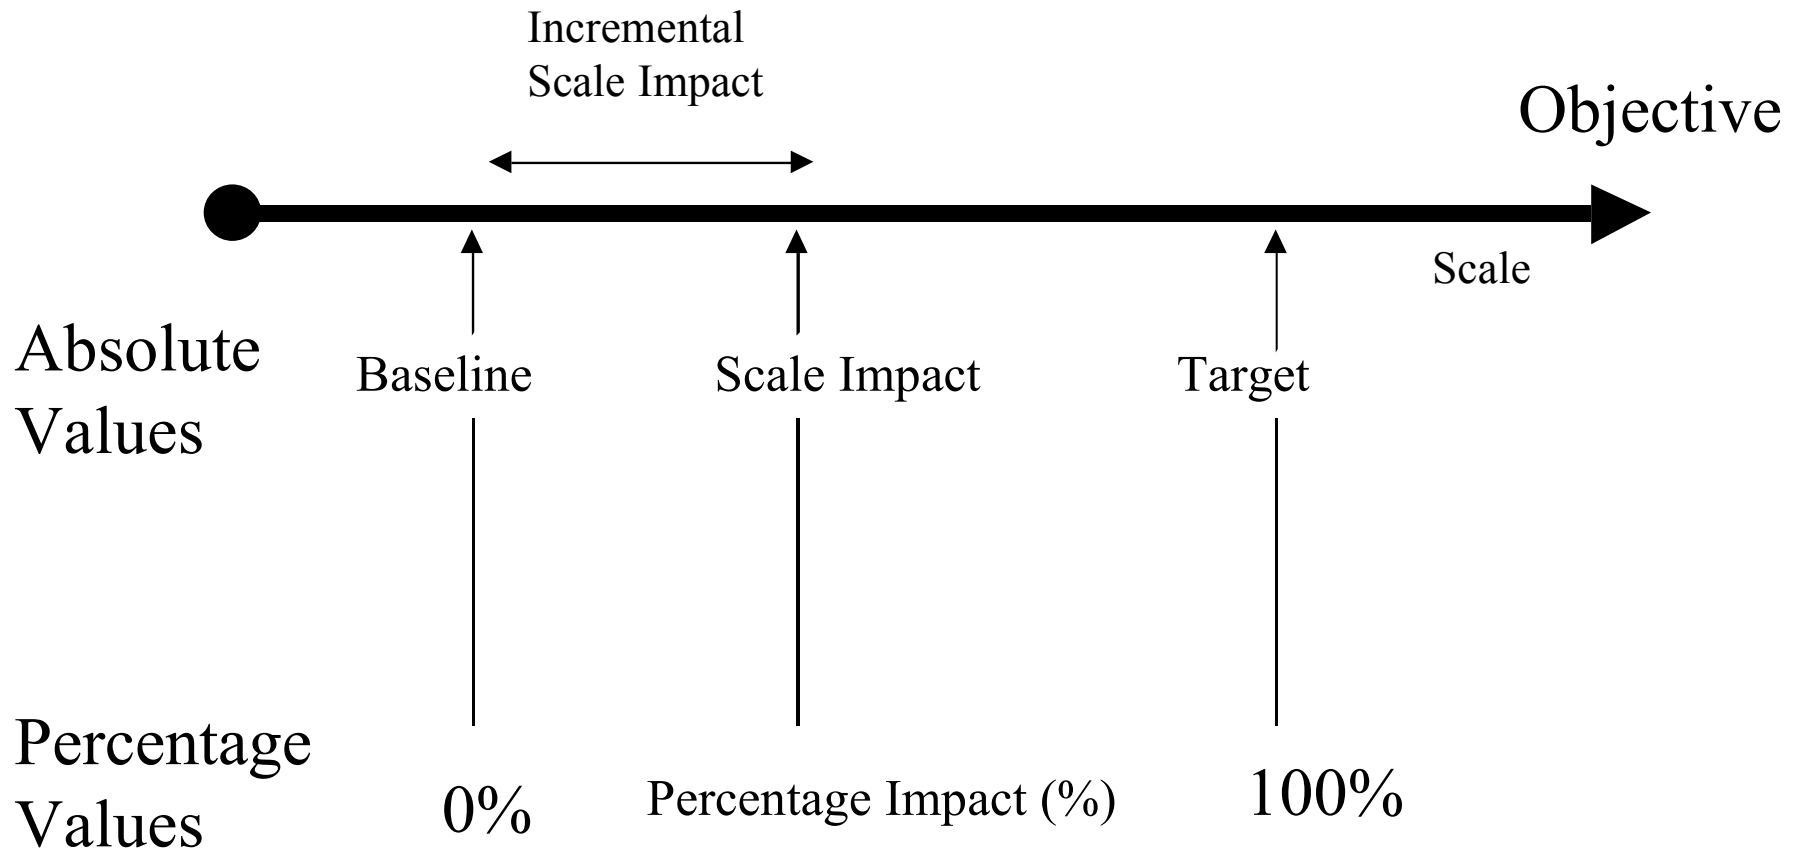 Incremental
Scale Impact
Objective
Scale
Absolute
Values
Baseline
Scale Impact
Target
Percentage
Values
0%
Percentage Impact (%)
100%